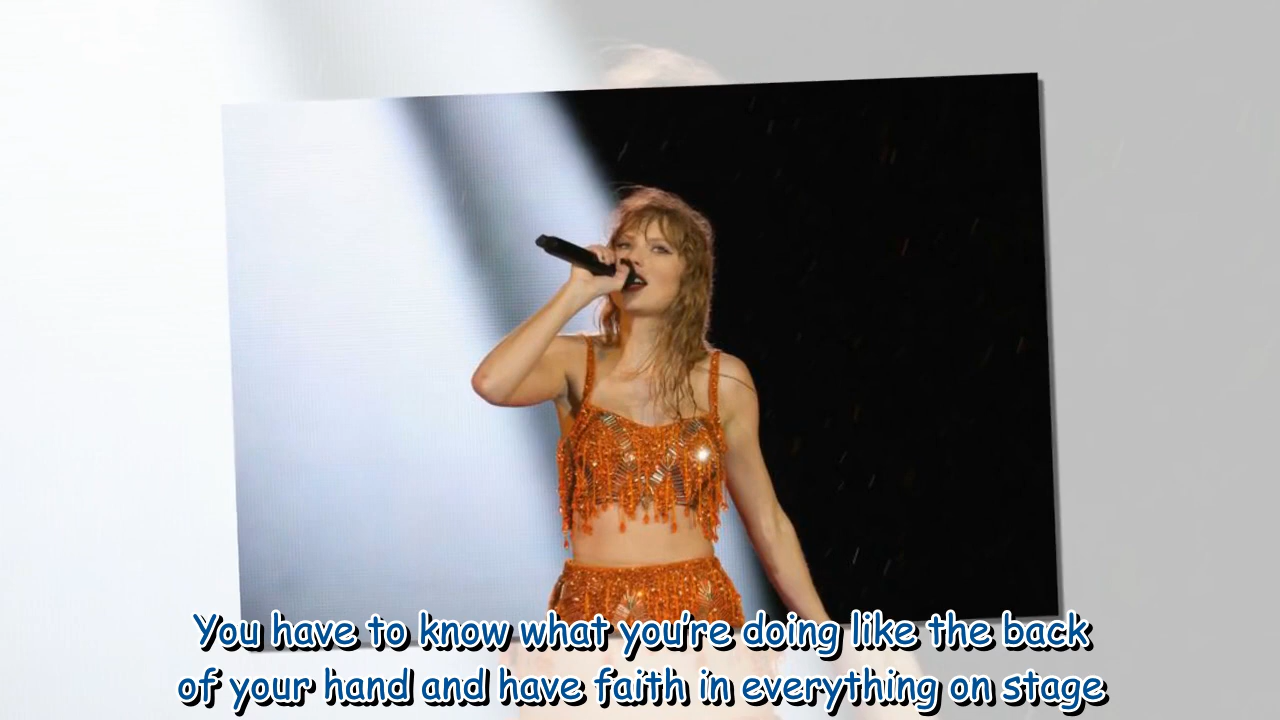 You have to know what you're doing like the back
of your hand and have faith in everything on stage